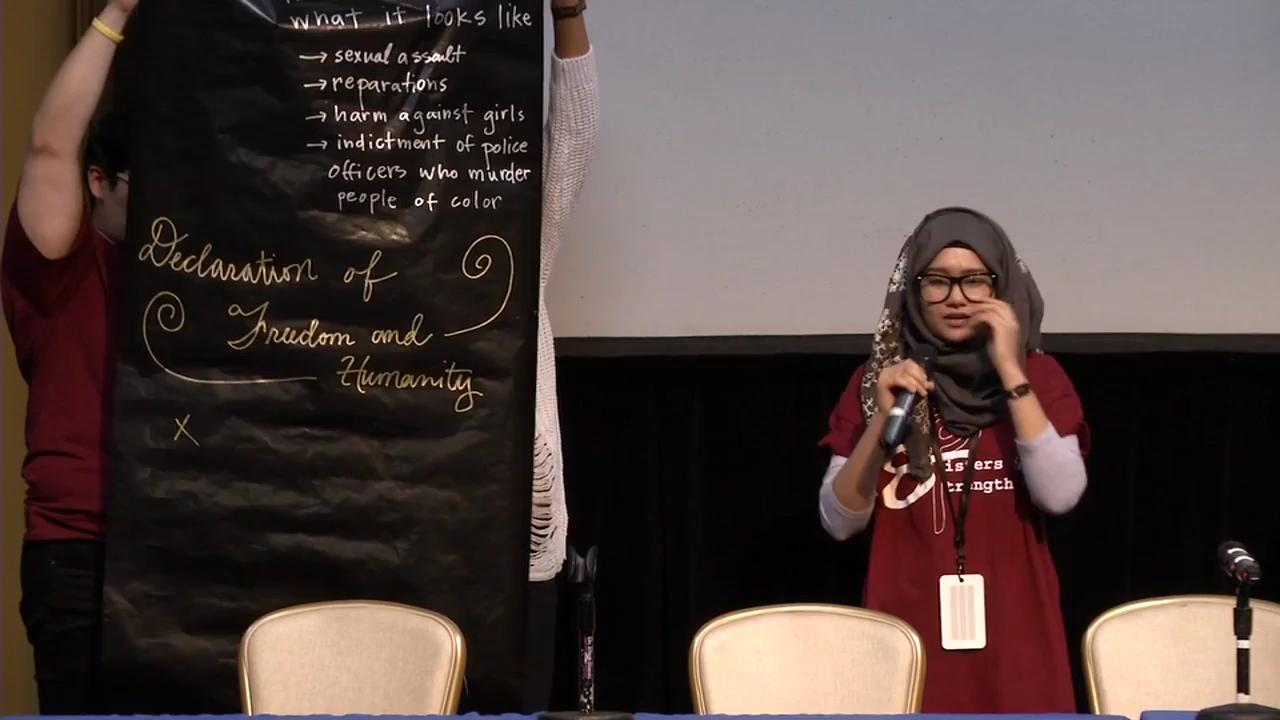 what it looks like
→ sexual assault
→ reparations
→ harm against girls
→ indictment of police
officers who murder
people of color
Declaration of
Freedom and
Humanity
X
Sisters
Strength